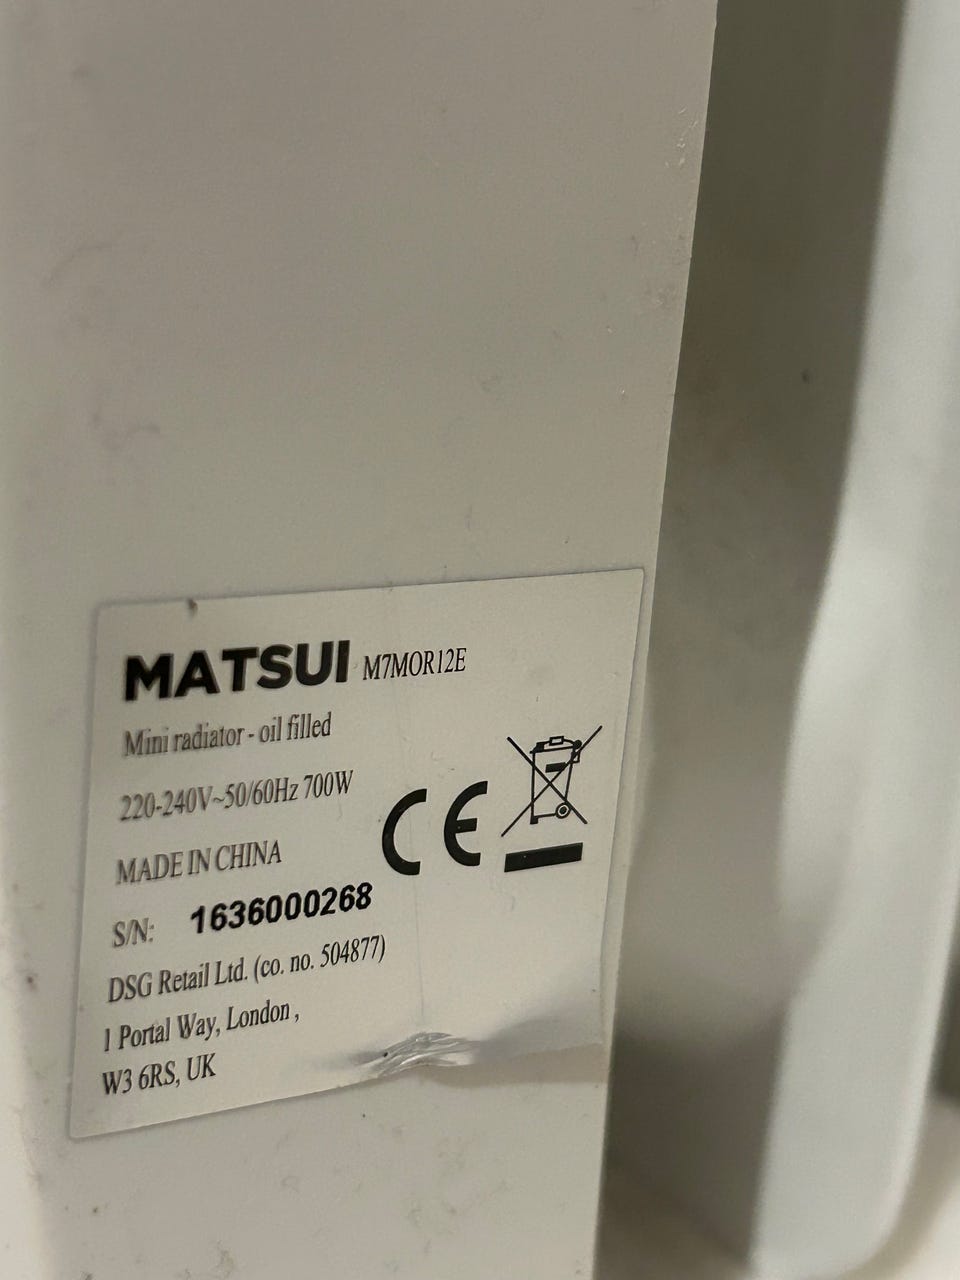 MATSUI M7MOR12E
Mini radiator - oil filled
220-240V~50/60Hz 700W
MADE IN CHINA
CE
S/N: 1636000268
DSG Retail Ltd. (co. no. 504877)
1 Portal Way, London ,
W3 6RS, UK